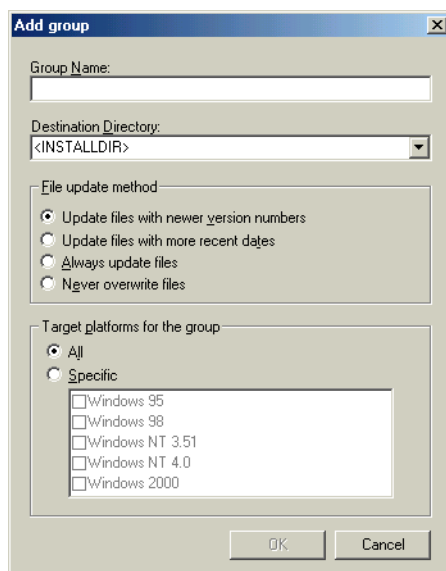 Add group
Group Name:
Destination Directory:
<INSTALLDIR>
File update method
Update files with newer version numbers
Update files with more recent dates
Always update files
Never overwrite files
Target platforms for the group
All
Specific
Windows 95
Windows 98
Windows NT 3.51
Windows NT 4.0
Windows 2000
OK
Cancel